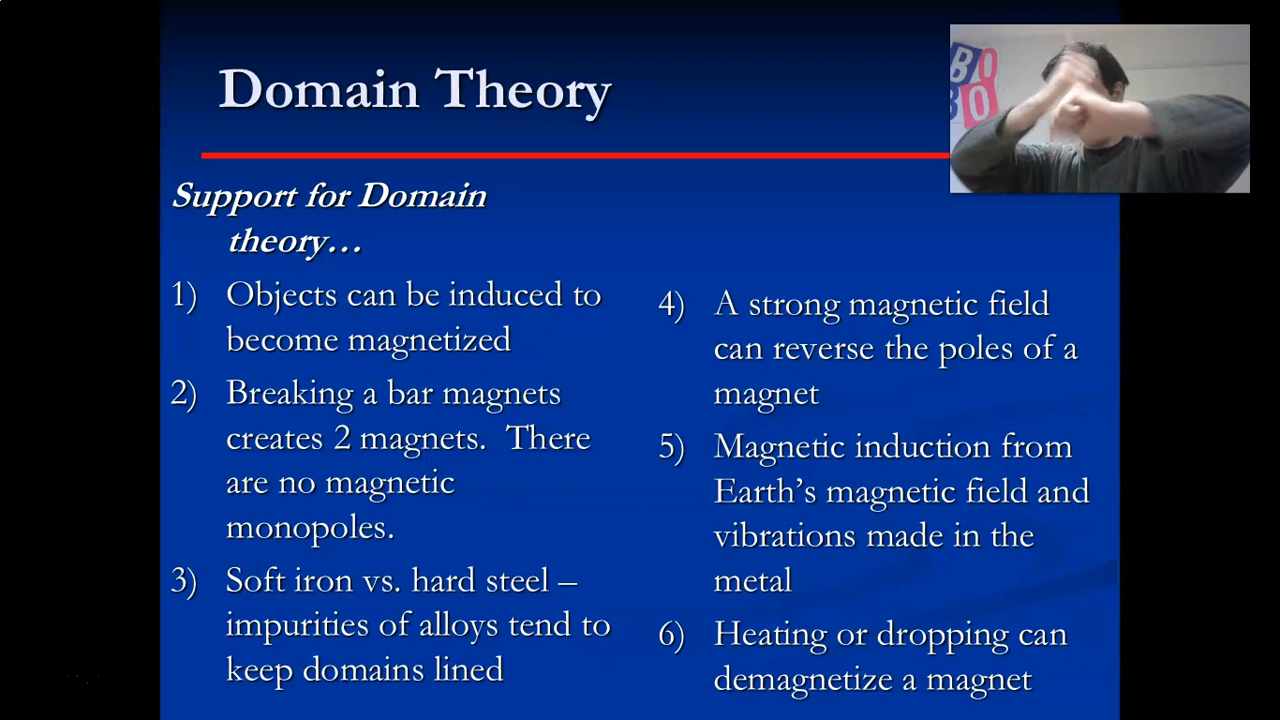 Domain Theory
Support for Domain
theory…
1) Objects can be induced to
become magnetized
2) Breaking a bar magnets
creates 2 magnets.  There
are no magnetic
monopoles.
3) Soft iron vs. hard steel –
impurities of alloys tend to
keep domains lined
4) A strong magnetic field
can reverse the poles of a
magnet
5) Magnetic induction from
Earth’s magnetic field and
vibrations made in the
metal
6) Heating or dropping can
demagnetize a magnet
BO
BO